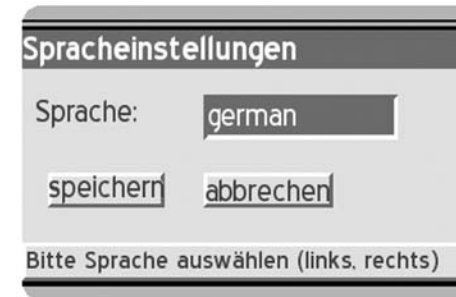 Spracheinstellungen
Sprache: german
speichern abbrechen
Bitte Sprache auswählen (links, rechts)